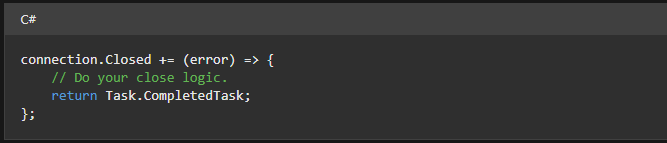 C#
connection.Closed += (error) => {
    // Do your close logic.
    return Task.CompletedTask;
};